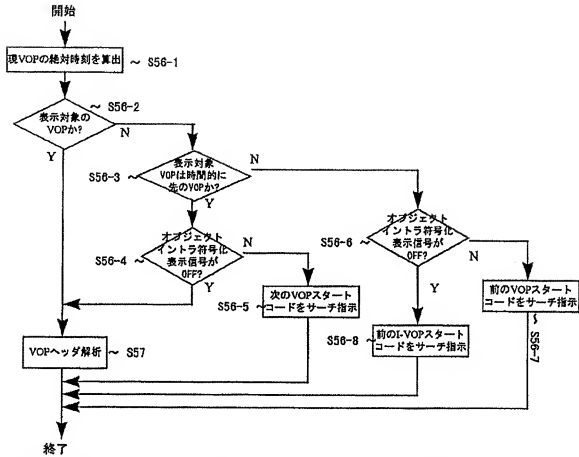 開始
現VOPの絶対時刻を算出
S56-1
S56-2
表示対象の
VOPか?
N
Y
S56-3
表示対象
VOPは時間的に
先のVOPか?
N
Y
S56-4
オブジェクト
イントラ符号化
表示信号が
OFF?
N
Y
S56-6
オブジェクト
イントラ符号化
表示信号が
OFF?
N
Y
S56-5
次のVOPスタート
コードをサーチ指示
前のVOPスタート
コードをサーチ指示
S56-7
S56-8
前のI-VOPスタート
コードをサーチ指示
VOPヘッダ解析
S57
終了